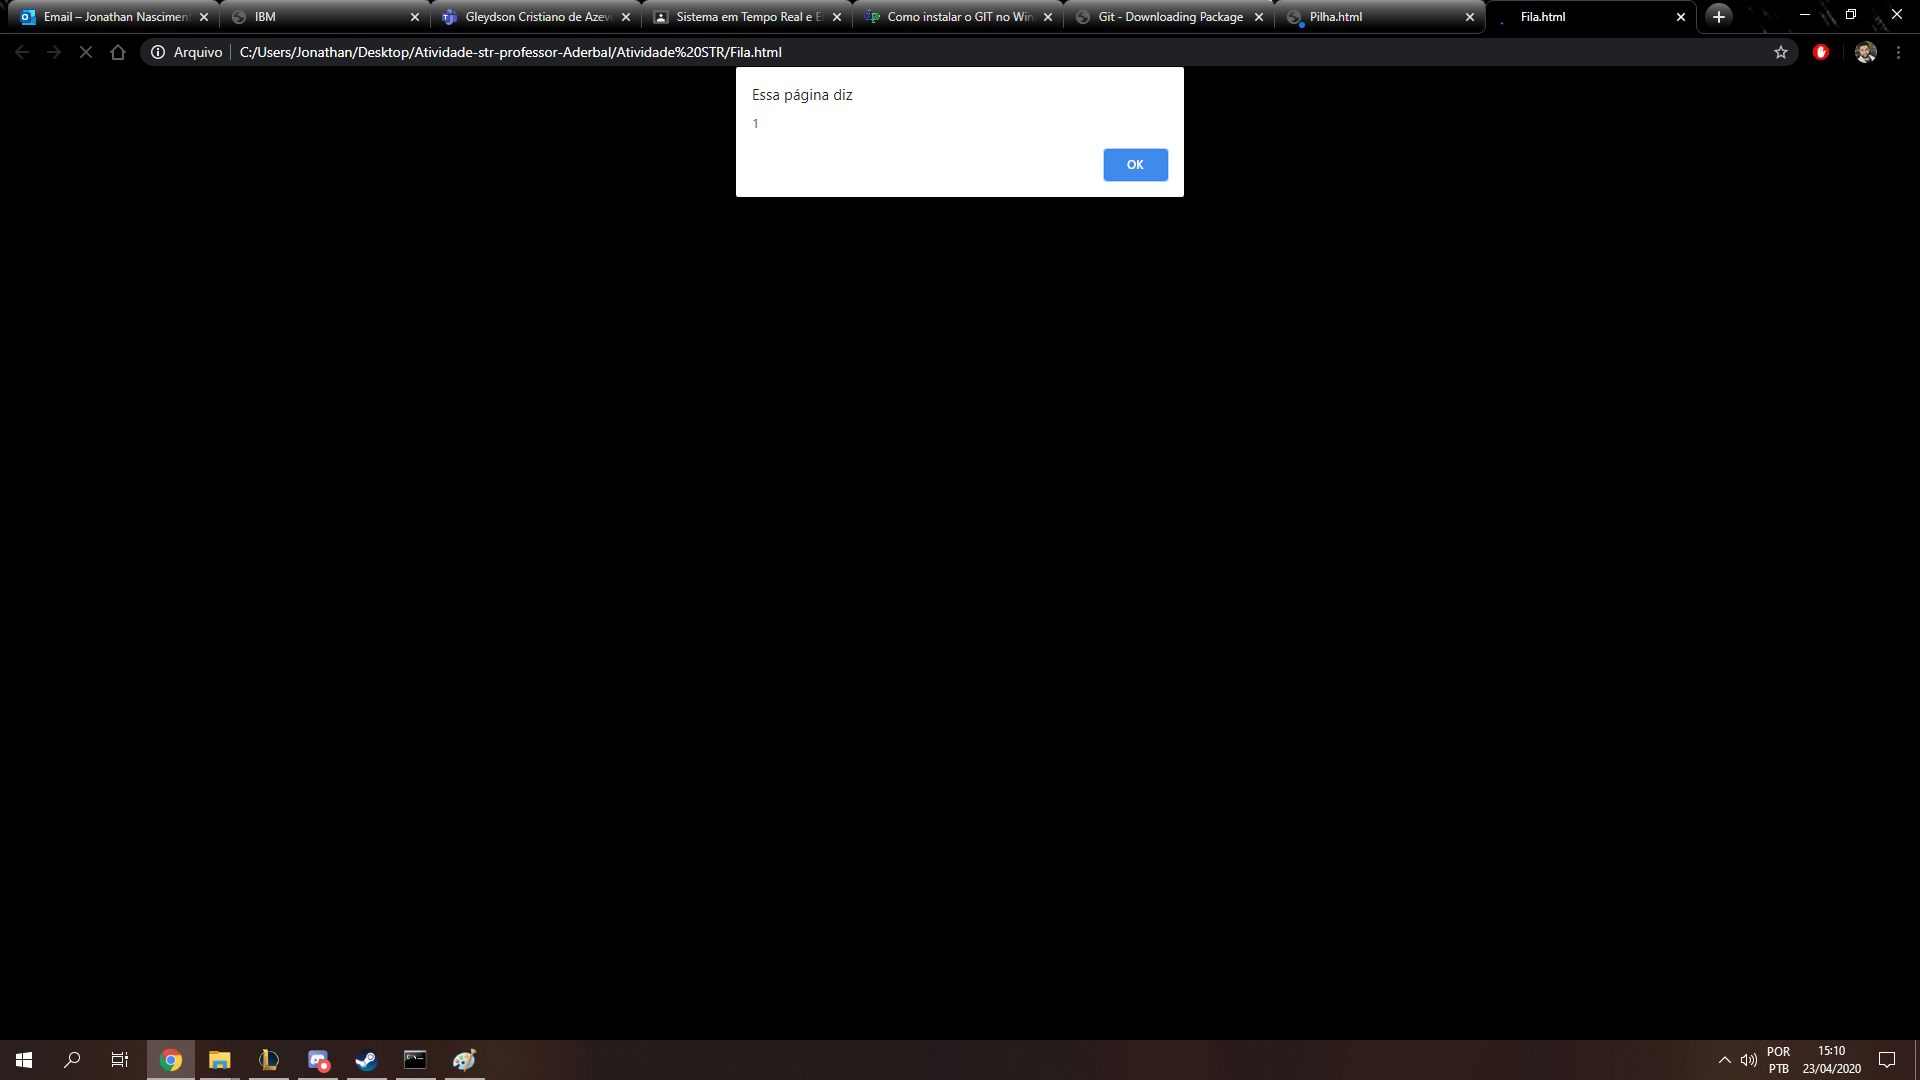 Email – Jonathan Nasciment
IBM
Gleydson Cristiano de Azeve
Sistema em Tempo Real e E
Como instalar o GIT no Win
Git - Downloading Package
Pilha.html
Fila.html
Arquivo
C:/Users/Jonathan/Desktop/Atividade-str-professor-Aderbal/Atividade%20STR/Fila.html
Essa página diz
1
OK
POR
PTB
15:10
23/04/2020